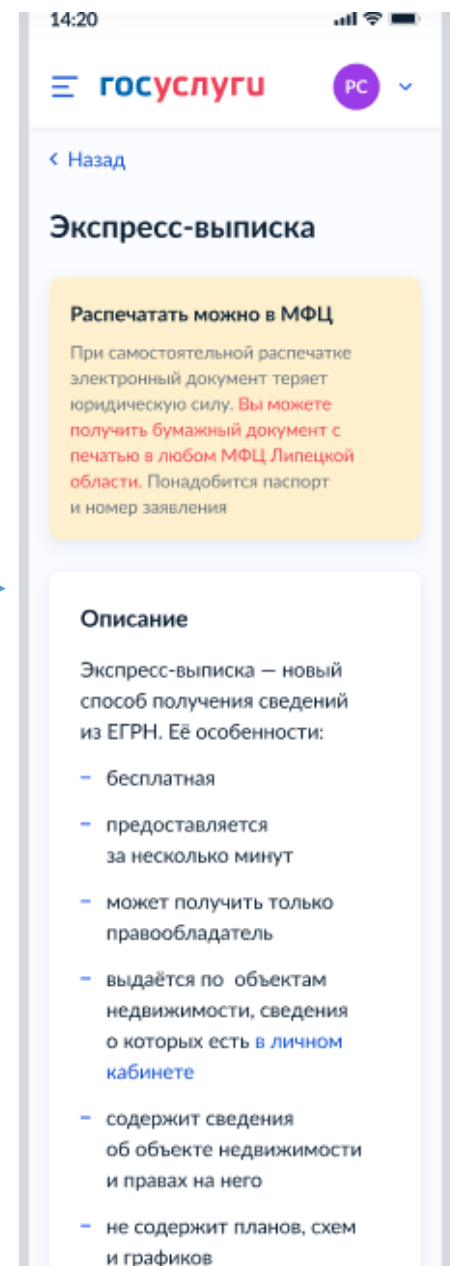 14:20
госуслуги
РС
Назад
Экспресс-выписка
Распечатать можно в МФЦ
При самостоятельной распечатке
электронный документ теряет
юридическую силу. Вы можете
получить бумажный документ с
печатью в любом МФЦ Липецкой
области. Понадобится паспорт
и номер заявления
Описание
Экспресс-выписка — новый
способ получения сведений
из ЕГРН. Её особенности:
– бесплатная
– предоставляется
за несколько минут
– может получить только
правообладатель
– выдаётся по  объектам
недвижимости, сведения
о которых есть в личном
кабинете
– содержит сведения
об объекте недвижимости
и правах на него
– не содержит планов, схем
и графиков